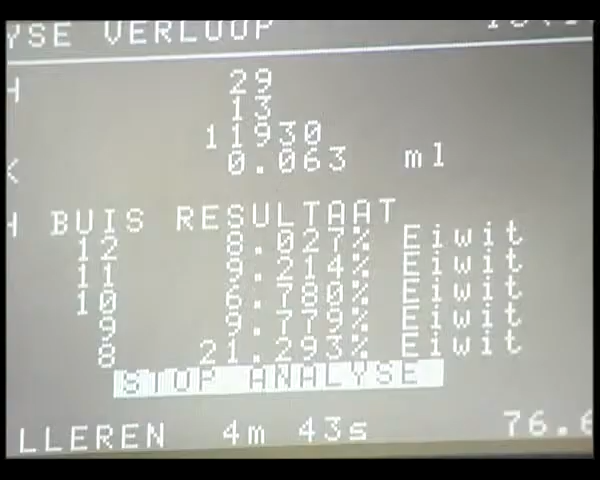 YSE VERLOOP
H 29
13
11930
K 0.063 ml
H BUIS RESULTAAT
12 8.027% Eiwit
11 9.214% Eiwit
10 6.780% Eiwit
9 9.779% Eiwit
8 21.293% Eiwit
STOP ANALYSE
LLEREN 4m 43s 76.6